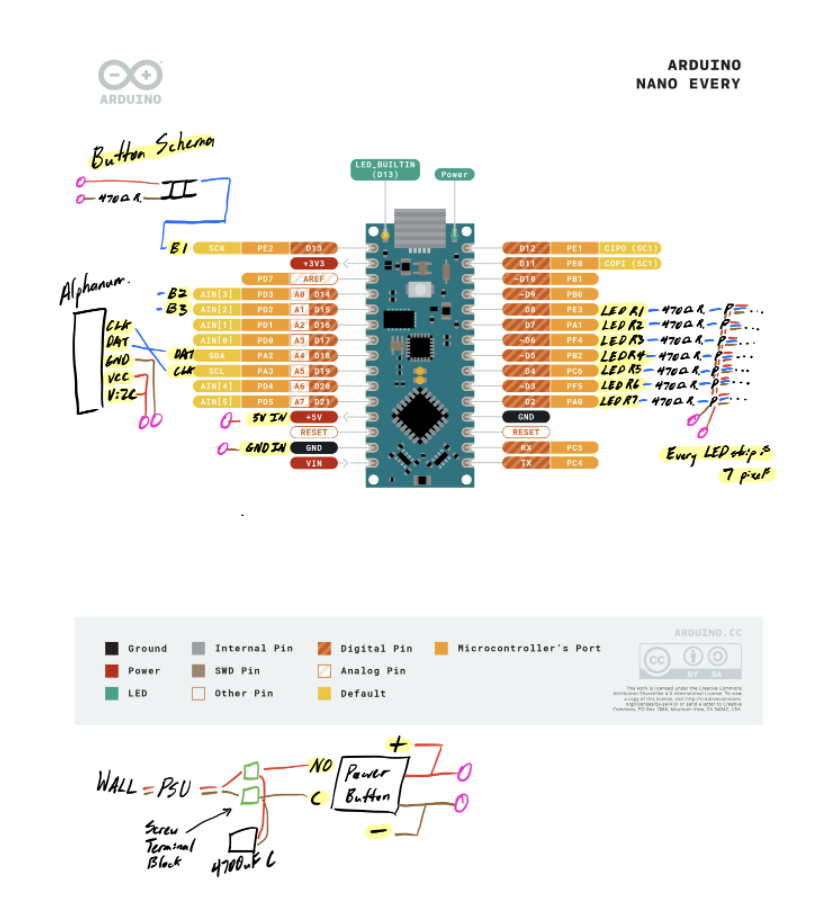 ARDUINO
ARDUINO
NANO EVERY
Button Schema
470Ω R.
LED_BUILTIN
(D13)
Power
B1 SCK PE2 D13
+3V3
PD7 AREF
B2 AIN[3] PD3 A0 D14
B3 AIN[2] PD2 A1 D15
AIN[1] PD1 A2 D16
AIN[0] PD0 A3 D17
DAT SDA PA2 A4 D18
CLK SCL PA3 A5 D19
AIN[4] PD4 A6 D20
AIN[5] PD5 A7 D21
5V IN +5V
RESET
GND IN GND
VIN
Alphanum.
CLK
DAT
GND
VCC
Vi2C
D12 PE1 CIPO (SC1)
D11 PE0 COPI (SC1)
~D10 PB1
~D9 PB0
D8 PE3 LED R1 - 470Ω R. - P ...
D7 PA1 LED R2 - 470Ω R. - P ...
~D6 PF4 LED R3 - 470Ω R. - P ...
~D5 PB2 LED R4 - 470Ω R. - P ...
D4 PC6 LED R5 - 470Ω R. - P ...
~D3 PF5 LED R6 - 470Ω R. - P ...
D2 PA0 LED R7 - 470Ω R. - P ...
GND
RESET
RX PC5
TX PC4
Every LED strip is
7 pixels
Ground Internal Pin Digital Pin Microcontroller's Port
Power SWD Pin Analog Pin
LED Other Pin Default
ARDUINO.CC
CC BY SA
This work is licensed under the Creative Commons
Attribution-ShareAlike 4.0 International License. To view
a copy of this license, visit http://creativecommons.
org/licenses/by-sa/4.0/ or send a letter to Creative
Commons, PO Box 1866, Mountain View, CA 94042, USA.
WALL = PSU =
NO
C
Power
Button
+
-
Screw
Terminal
Block
4700uF C